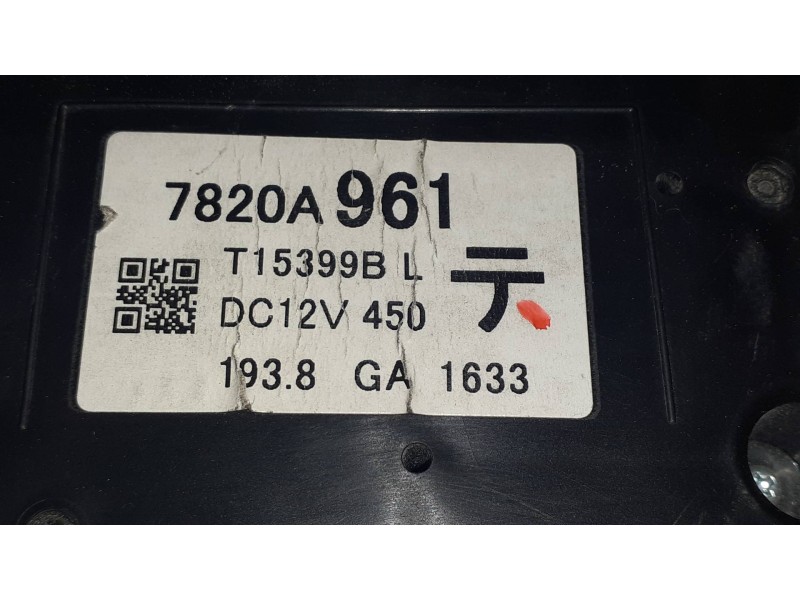 7820A 961
T15399B L テ
DC12V 450
193.8 GA 1633